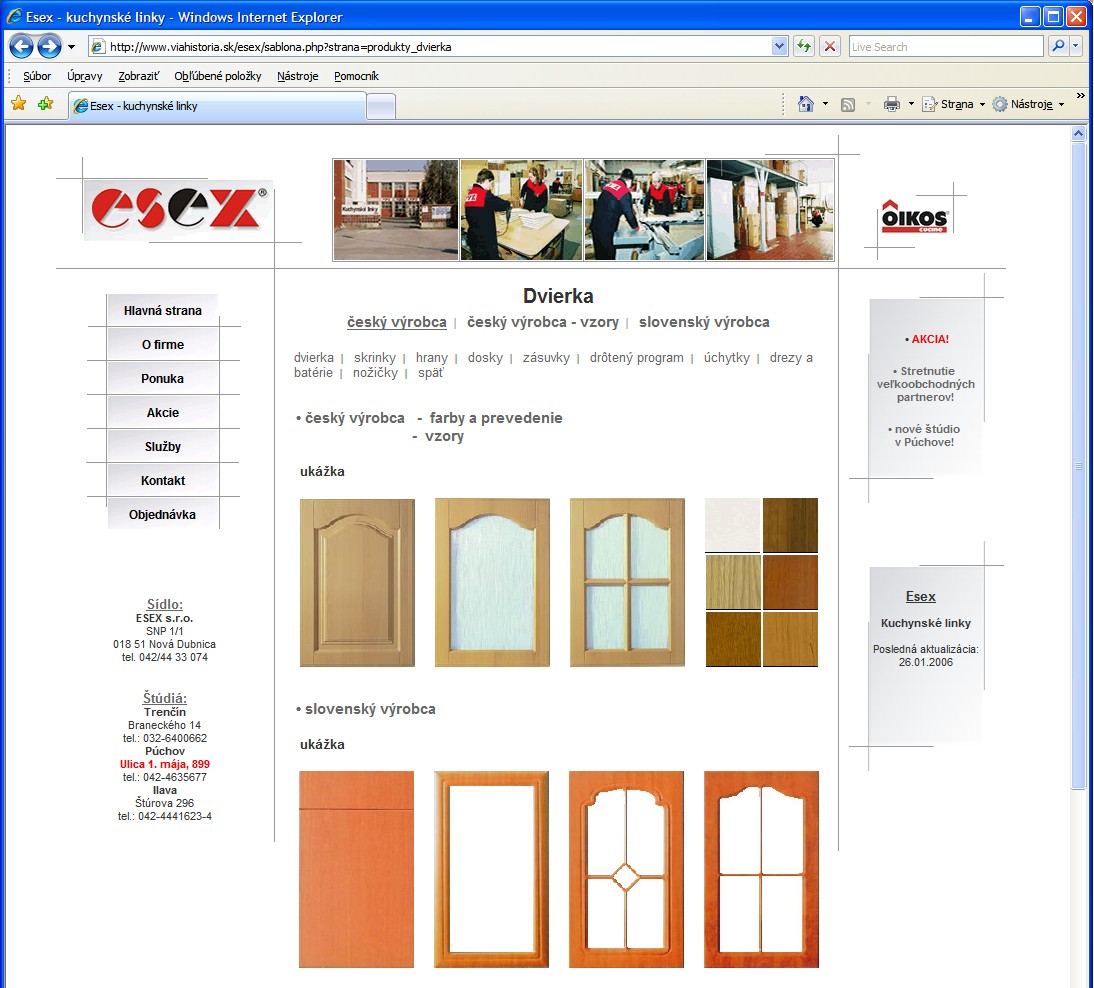 Esex - kuchynské linky - Windows Internet Explorer
http://www.viahistoria.sk/esex/sablona.php?strana=produkty_dvierka
Live Search
Súbor Úpravy Zobraziť Obľúbené položky Nástroje Pomocník
Esex - kuchynské linky
Strana Nástroje »
esex®
Kuchynské linky
ÔIKOS®
cucine
Hlavná strana
O firme
Ponuka
Akcie
Služby
Kontakt
Objednávka
Sídlo:
ESEX s.r.o.
SNP 1/1
018 51 Nová Dubnica
tel. 042/44 33 074
Štúdiá:
Trenčín
Braneckého 14
tel.: 032-6400662
Púchov
Ulica 1. mája, 899
tel.: 042-4635677
Ilava
Štúrova 296
tel.: 042-4441623-4
Dvierka
český výrobca | český výrobca - vzory | slovenský výrobca
dvierka | skrinky | hrany | dosky | zásuvky | drôtený program | úchytky | drezy a
batérie | nožičky | späť
• český výrobca - farby a prevedenie
- vzory
ukážka
• slovenský výrobca
ukážka
• AKCIA!
• Stretnutie
veľkoobchodných
partnerov!
• nové štúdio
v Púchove!
Esex
Kuchynské linky
Posledná aktualizácia:
26.01.2006